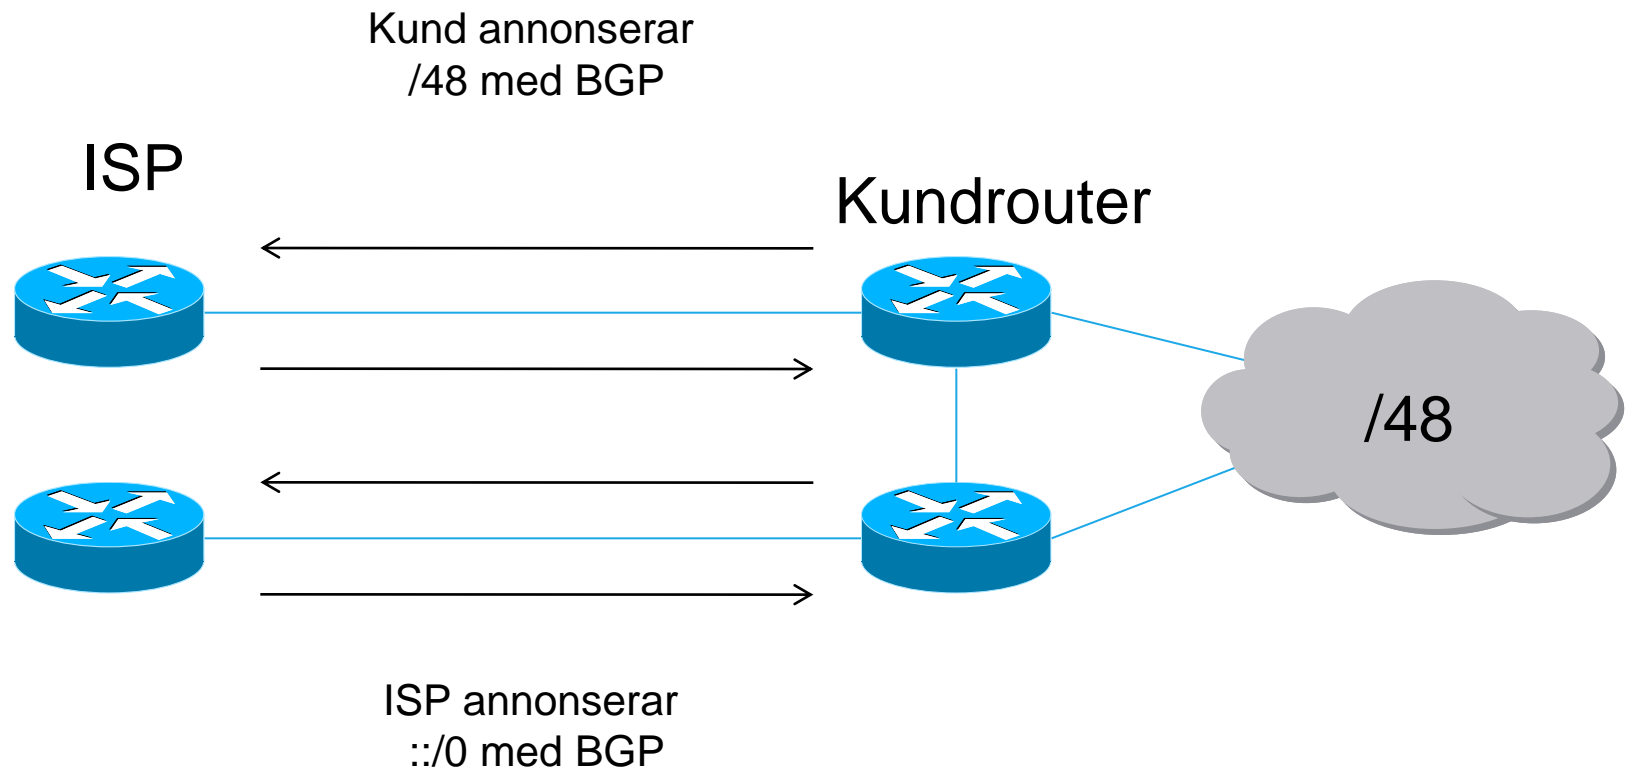 Kund annonserar
/48 med BGP
ISP
Kundrouter
/48
ISP annonserar
::/0 med BGP